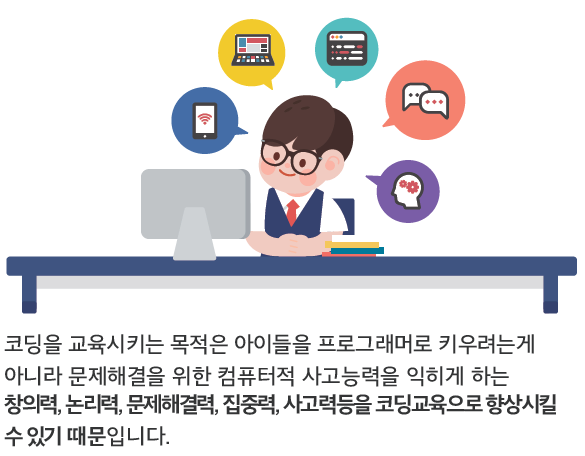 코딩을 교육시키는 목적은 아이들을 프로그래머로 키우려는게
아니라 문제해결을 위한 컴퓨터적 사고능력을 익히게 하는
창의력, 논리력, 문제해결력, 집중력, 사고력등을 코딩교육으로 향상시킬
수 있기 때문입니다.